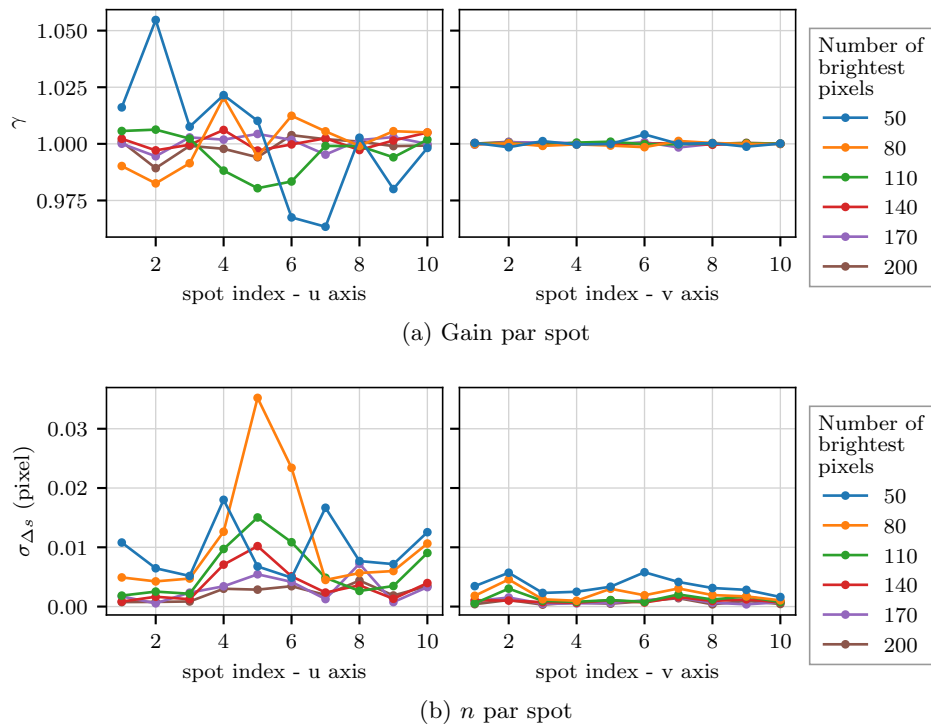 1.050
1.025
1.000
0.975
γ
2 4 6 8 10
spot index - u axis
2 4 6 8 10
spot index - v axis
Number of
brightest
pixels
50
80
110
140
170
200
(a) Gain par spot
0.03
0.02
0.01
0.00
σΔs (pixel)
2 4 6 8 10
spot index - u axis
2 4 6 8 10
spot index - v axis
Number of
brightest
pixels
50
80
110
140
170
200
(b) n par spot